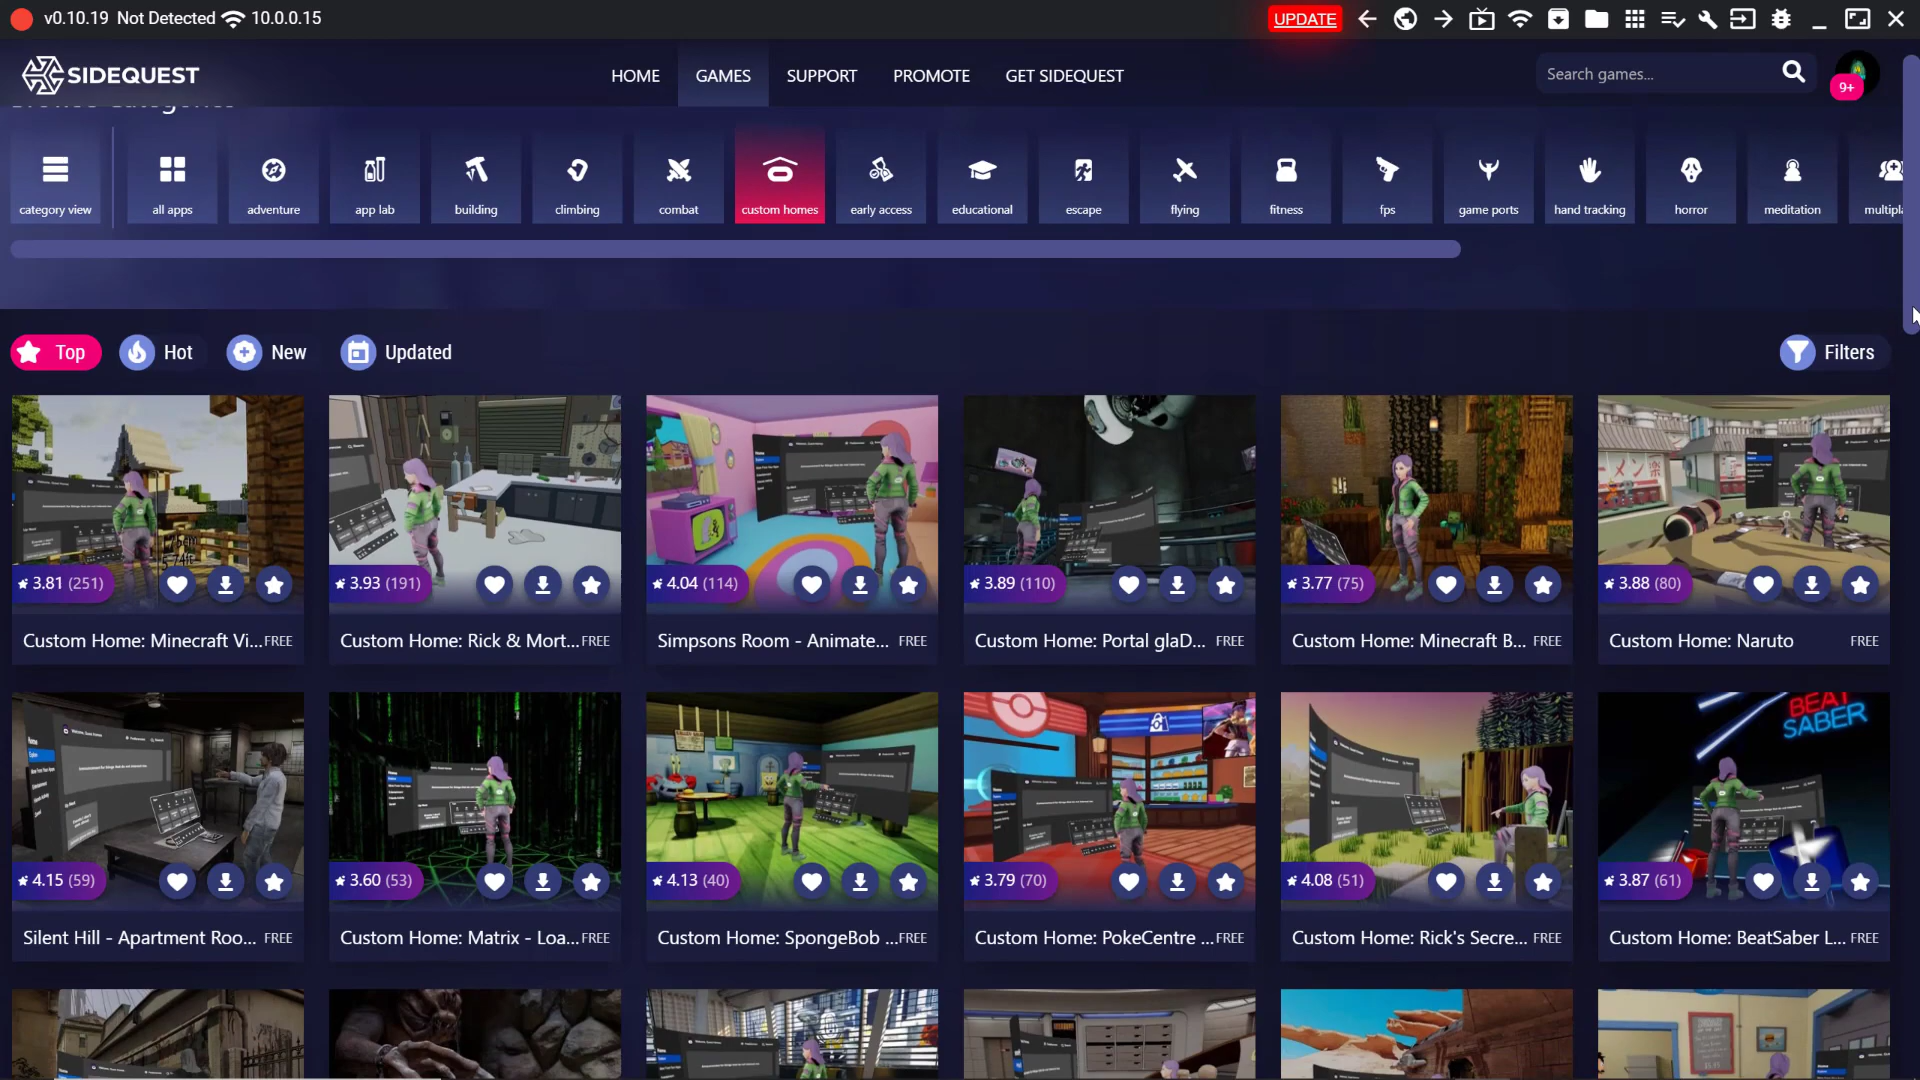 v0.10.19 Not Detected 10.0.0.15
UPDATE
SIDEQUEST
HOME GAMES SUPPORT PROMOTE GET SIDEQUEST
Search games...
9+
Browse Categories
category view all apps adventure app lab building climbing combat custom homes early access educational escape flying fitness fps game ports hand tracking horror meditation multipla
Top Hot New Updated
Filters
3.81 (251) 3.93 (191) 4.04 (114) 3.89 (110) 3.77 (75) 3.88 (80)
Custom Home: Minecraft Vi... FREE
Custom Home: Rick & Mort... FREE
Simpsons Room - Animate... FREE
Custom Home: Portal glaD... FREE
Custom Home: Minecraft B... FREE
Custom Home: Naruto FREE
BEAT
SABER
4.15 (59) 3.60 (53) 4.13 (40) 3.79 (70) 4.08 (51) 3.87 (61)
Silent Hill - Apartment Roo... FREE
Custom Home: Matrix - Loa... FREE
Custom Home: SpongeBob ... FREE
Custom Home: PokeCentre ... FREE
Custom Home: Rick's Secre... FREE
Custom Home: BeatSaber L... FREE